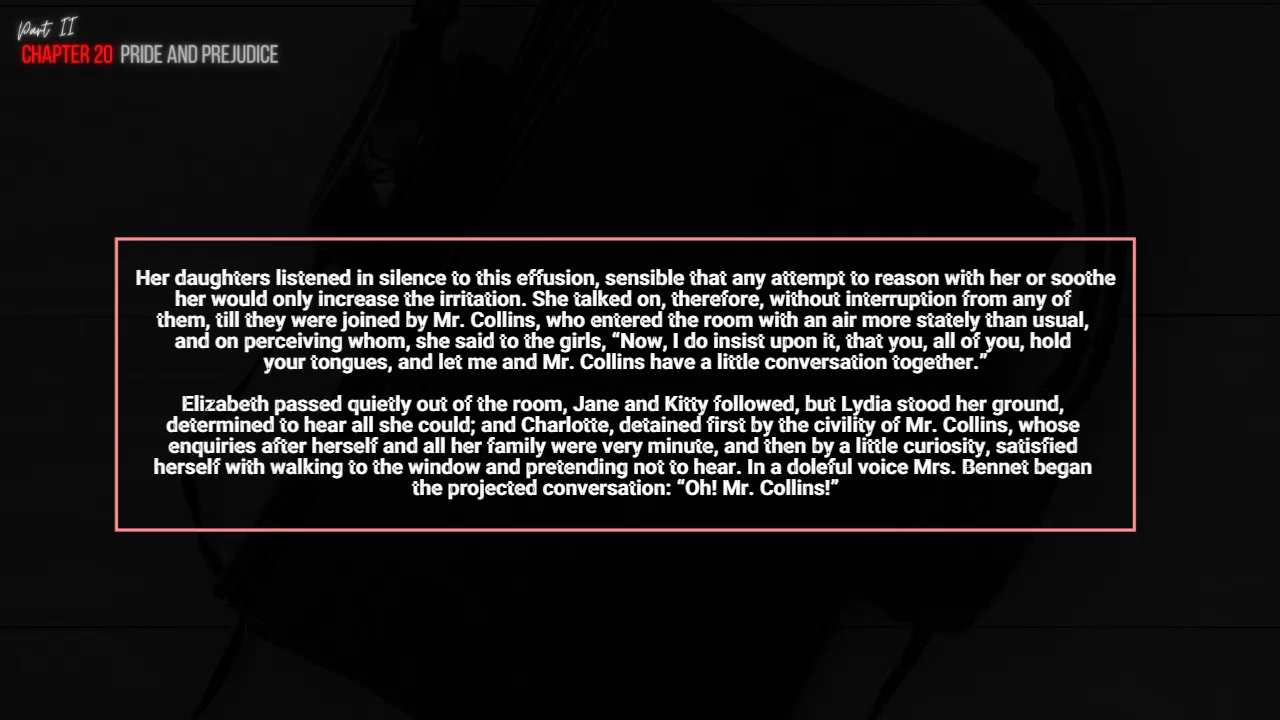 Part II
CHAPTER 20 PRIDE AND PREJUDICE
Her daughters listened in silence to this effusion, sensible that any attempt to reason with her or soothe
her would only increase the irritation. She talked on, therefore, without interruption from any of
them, till they were joined by Mr. Collins, who entered the room with an air more stately than usual,
and on perceiving whom, she said to the girls, “Now, I do insist upon it, that you, all of you, hold
your tongues, and let me and Mr. Collins have a little conversation together.”
Elizabeth passed quietly out of the room, Jane and Kitty followed, but Lydia stood her ground,
determined to hear all she could; and Charlotte, detained first by the civility of Mr. Collins, whose
enquiries after herself and all her family were very minute, and then by a little curiosity, satisfied
herself with walking to the window and pretending not to hear. In a doleful voice Mrs. Bennet began
the projected conversation: “Oh! Mr. Collins!”